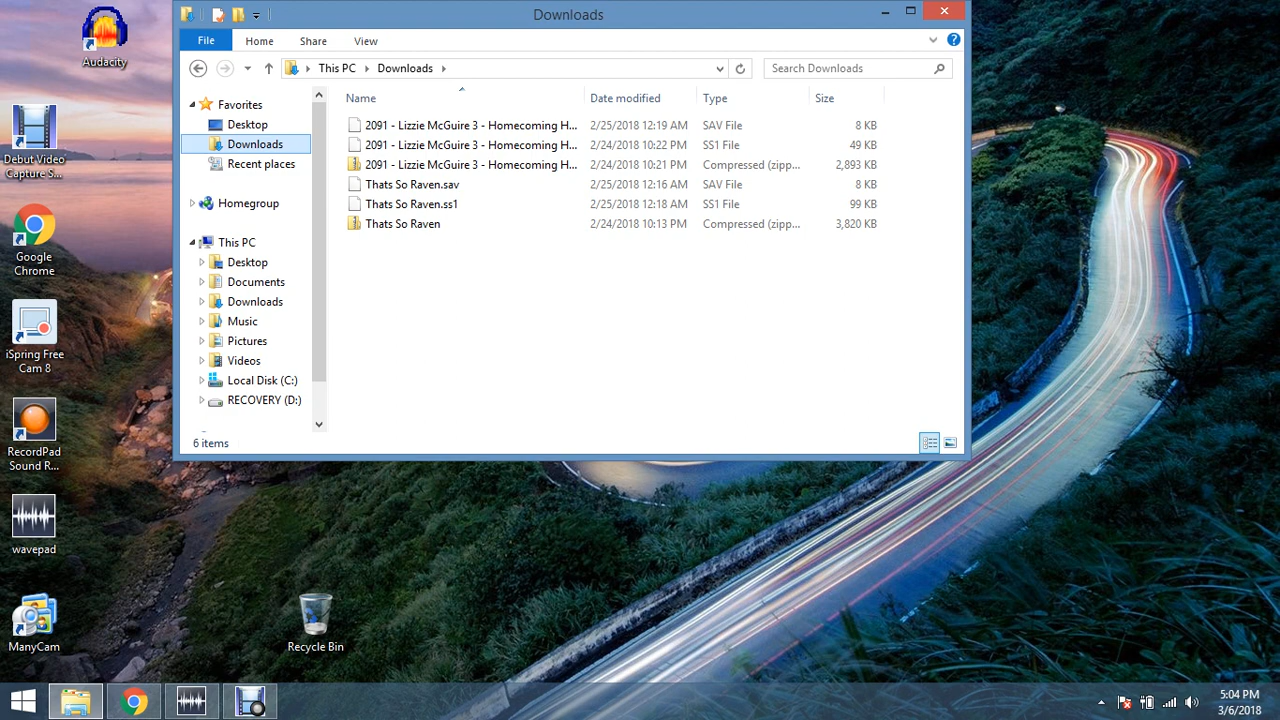 Audacity
Debut Video
Capture S...
Google
Chrome
iSpring Free
Cam 8
RecordPad
Sound R...
wavepad
ManyCam
Recycle Bin
Downloads
File Home Share View
This PC Downloads
Search Downloads
Favorites
Desktop
Downloads
Recent places
Homegroup
This PC
Desktop
Documents
Downloads
Music
Pictures
Videos
Local Disk (C:)
RECOVERY (D:)
Name Date modified Type Size
2091 - Lizzie McGuire 3 - Homecoming H... 2/25/2018 12:19 AM SAV File 8 KB
2091 - Lizzie McGuire 3 - Homecoming H... 2/24/2018 10:22 PM SS1 File 49 KB
2091 - Lizzie McGuire 3 - Homecoming H... 2/24/2018 10:21 PM Compressed (zipp... 2,893 KB
Thats So Raven.sav 2/25/2018 12:16 AM SAV File 8 KB
Thats So Raven.ss1 2/25/2018 12:18 AM SS1 File 99 KB
Thats So Raven 2/24/2018 10:13 PM Compressed (zipp... 3,820 KB
6 items
5:04 PM
3/6/2018